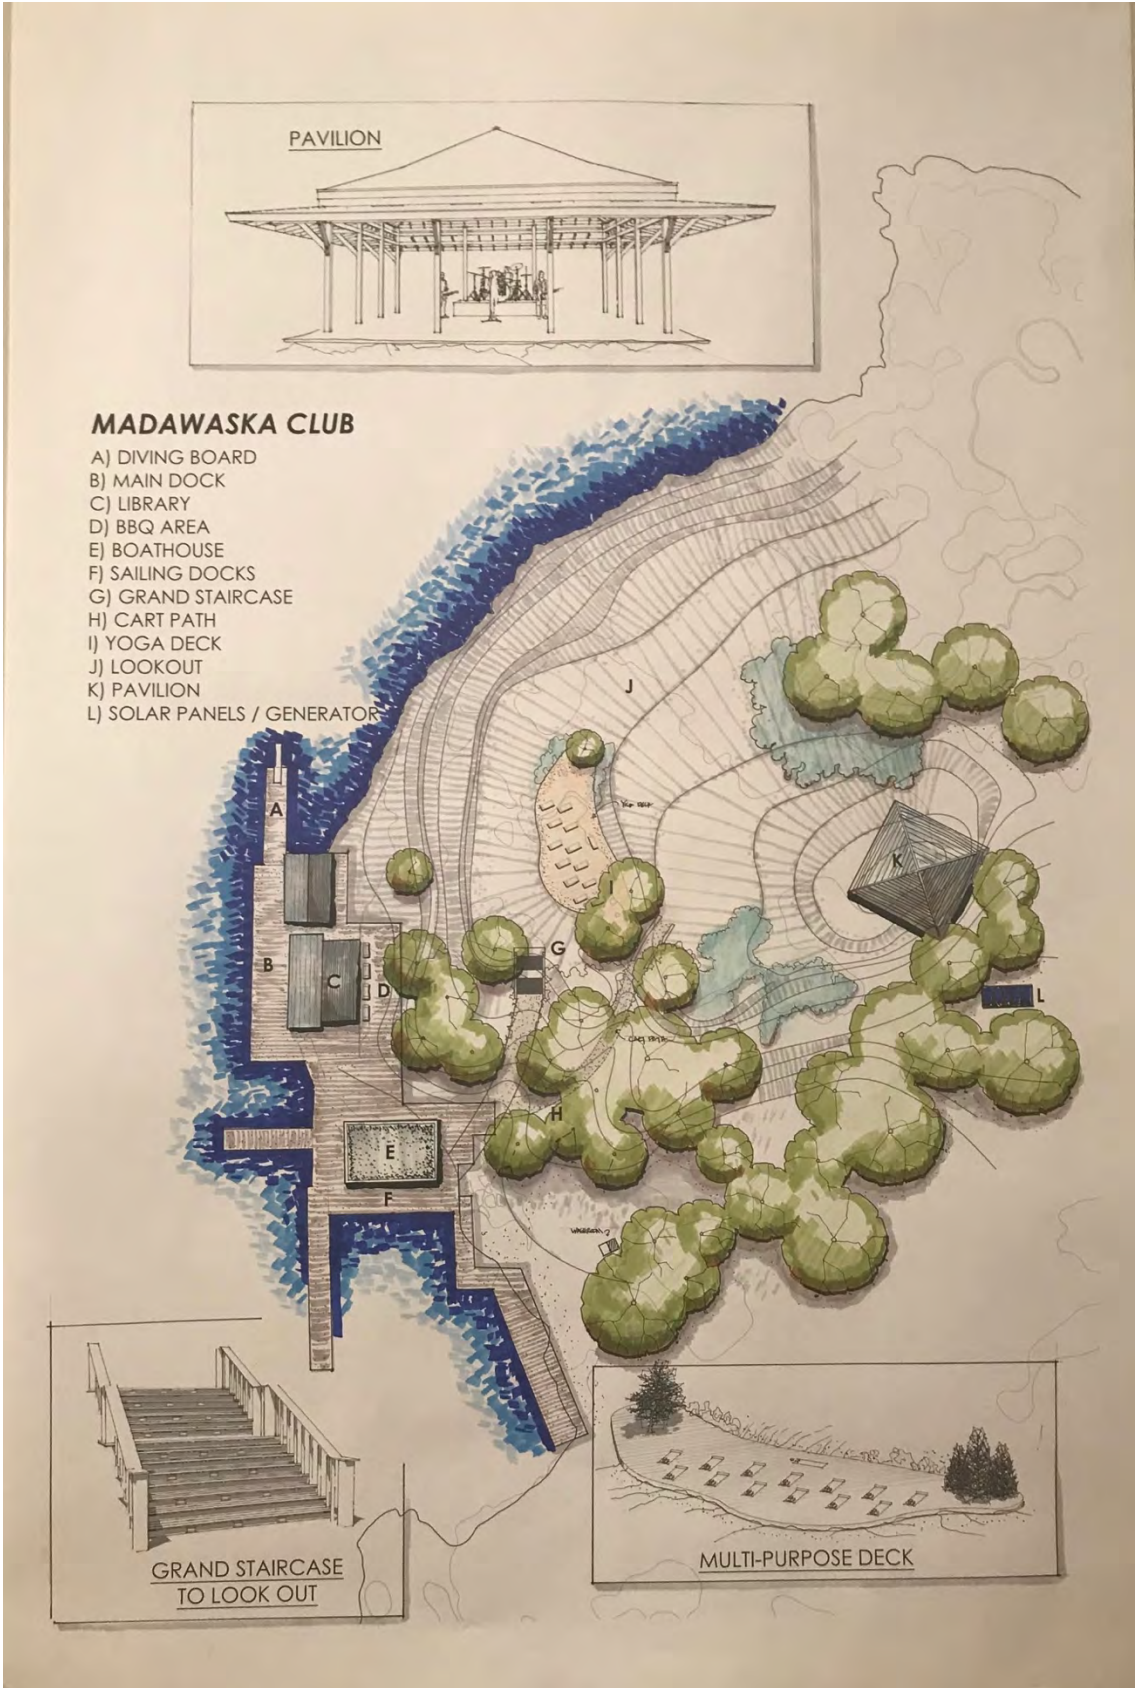 PAVILION
MADAWASKA CLUB
A) DIVING BOARD
B) MAIN DOCK
C) LIBRARY
D) BBQ AREA
E) BOATHOUSE
F) SAILING DOCKS
G) GRAND STAIRCASE
H) CART PATH
I) YOGA DECK
J) LOOKOUT
K) PAVILION
L) SOLAR PANELS / GENERATOR
J
A
K
I
G
B
C
D
L
H
E
F
GRAND STAIRCASE
TO LOOK OUT
MULTI-PURPOSE DECK